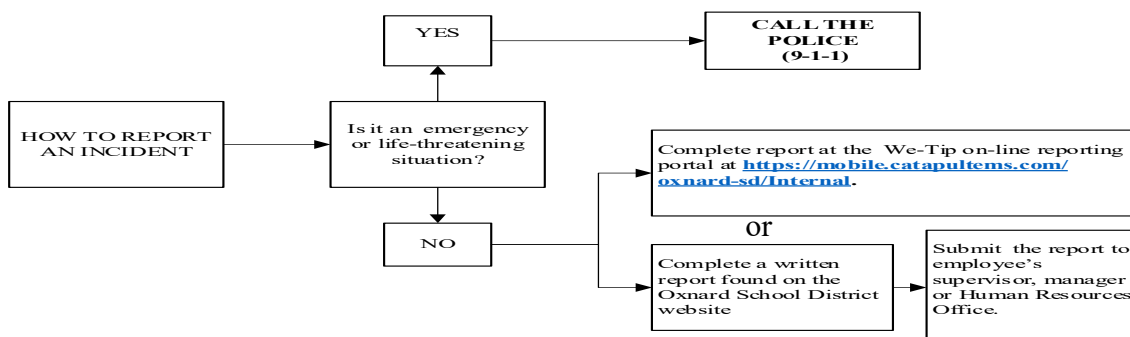 YES
CALL THE
POLICE
(9-1-1)
HOW TO REPORT
AN INCIDENT
Is it an emergency
or life-threatening
situation?
NO
Complete report at the We-Tip on-line reporting
portal at https://mobile.catapultems.com/
oxnard-sd/Internal.
or
Complete a written
report found on the
Oxnard School District
website
Submit the report to
employee's
supervisor, manager
or Human Resources
Office.